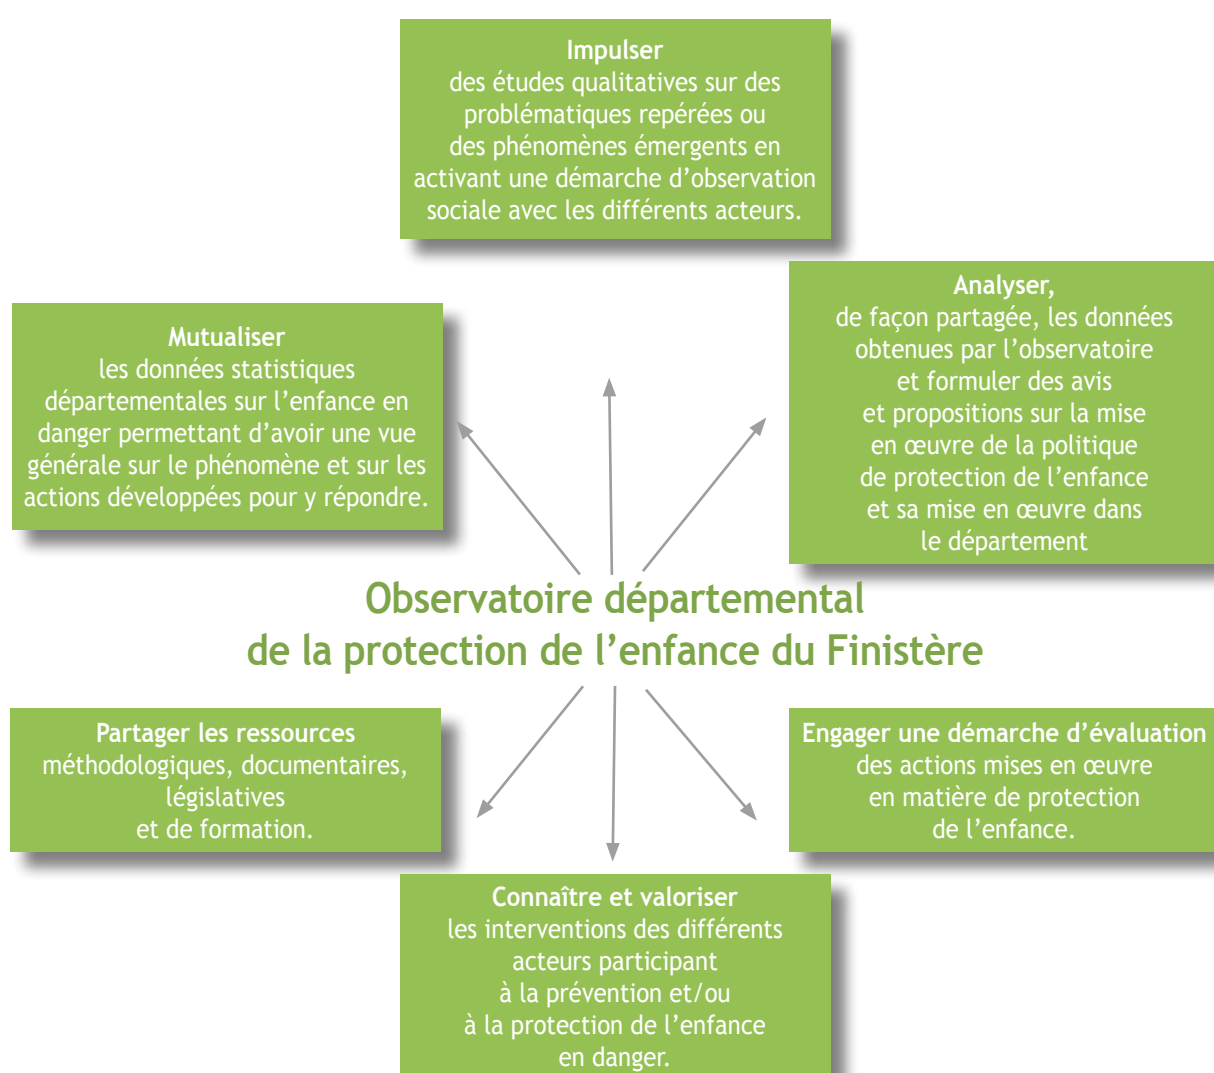 Impulser
des études qualitatives sur des
problématiques repérées ou
des phénomènes émergents en
activant une démarche d’observation
sociale avec les différents acteurs.
Mutualiser
les données statistiques
départementales sur l’enfance en
danger permettant d’avoir une vue
générale sur le phénomène et sur les
actions développées pour y répondre.
Analyser,
de façon partagée, les données
obtenues par l’observatoire
et formuler des avis
et propositions sur la mise
en œuvre de la politique
de protection de l’enfance
et sa mise en œuvre dans
le département
Observatoire départemental
de la protection de l’enfance du Finistère
Partager les ressources
méthodologiques, documentaires,
législatives
et de formation.
Engager une démarche d’évaluation
des actions mises en œuvre
en matière de protection
de l’enfance.
Connaître et valoriser
les interventions des différents
acteurs participant
à la prévention et/ou
à la protection de l’enfance
en danger.